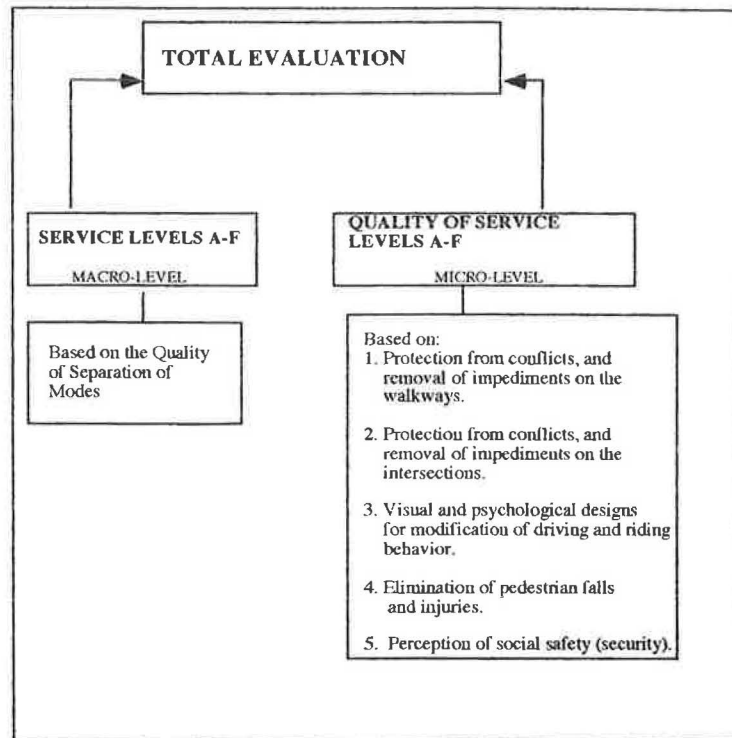 TOTAL EVALUATION
SERVICE LEVELS A-F
MACRO-LEVEL
Based on the Quality
of Separation of
Modes
QUALITY OF SERVICE
LEVELS A-F
MICRO-LEVEL
Based on:
1. Protection from conflicts, and
removal of impediments on the
walkways.
2. Protection from conflicts, and
removal of impediments on the
intersections.
3. Visual and psychological designs
for modification of driving and riding
behavior.
4. Elimination of pedestrian falls
and injuries.
5. Perception of social safety (security).